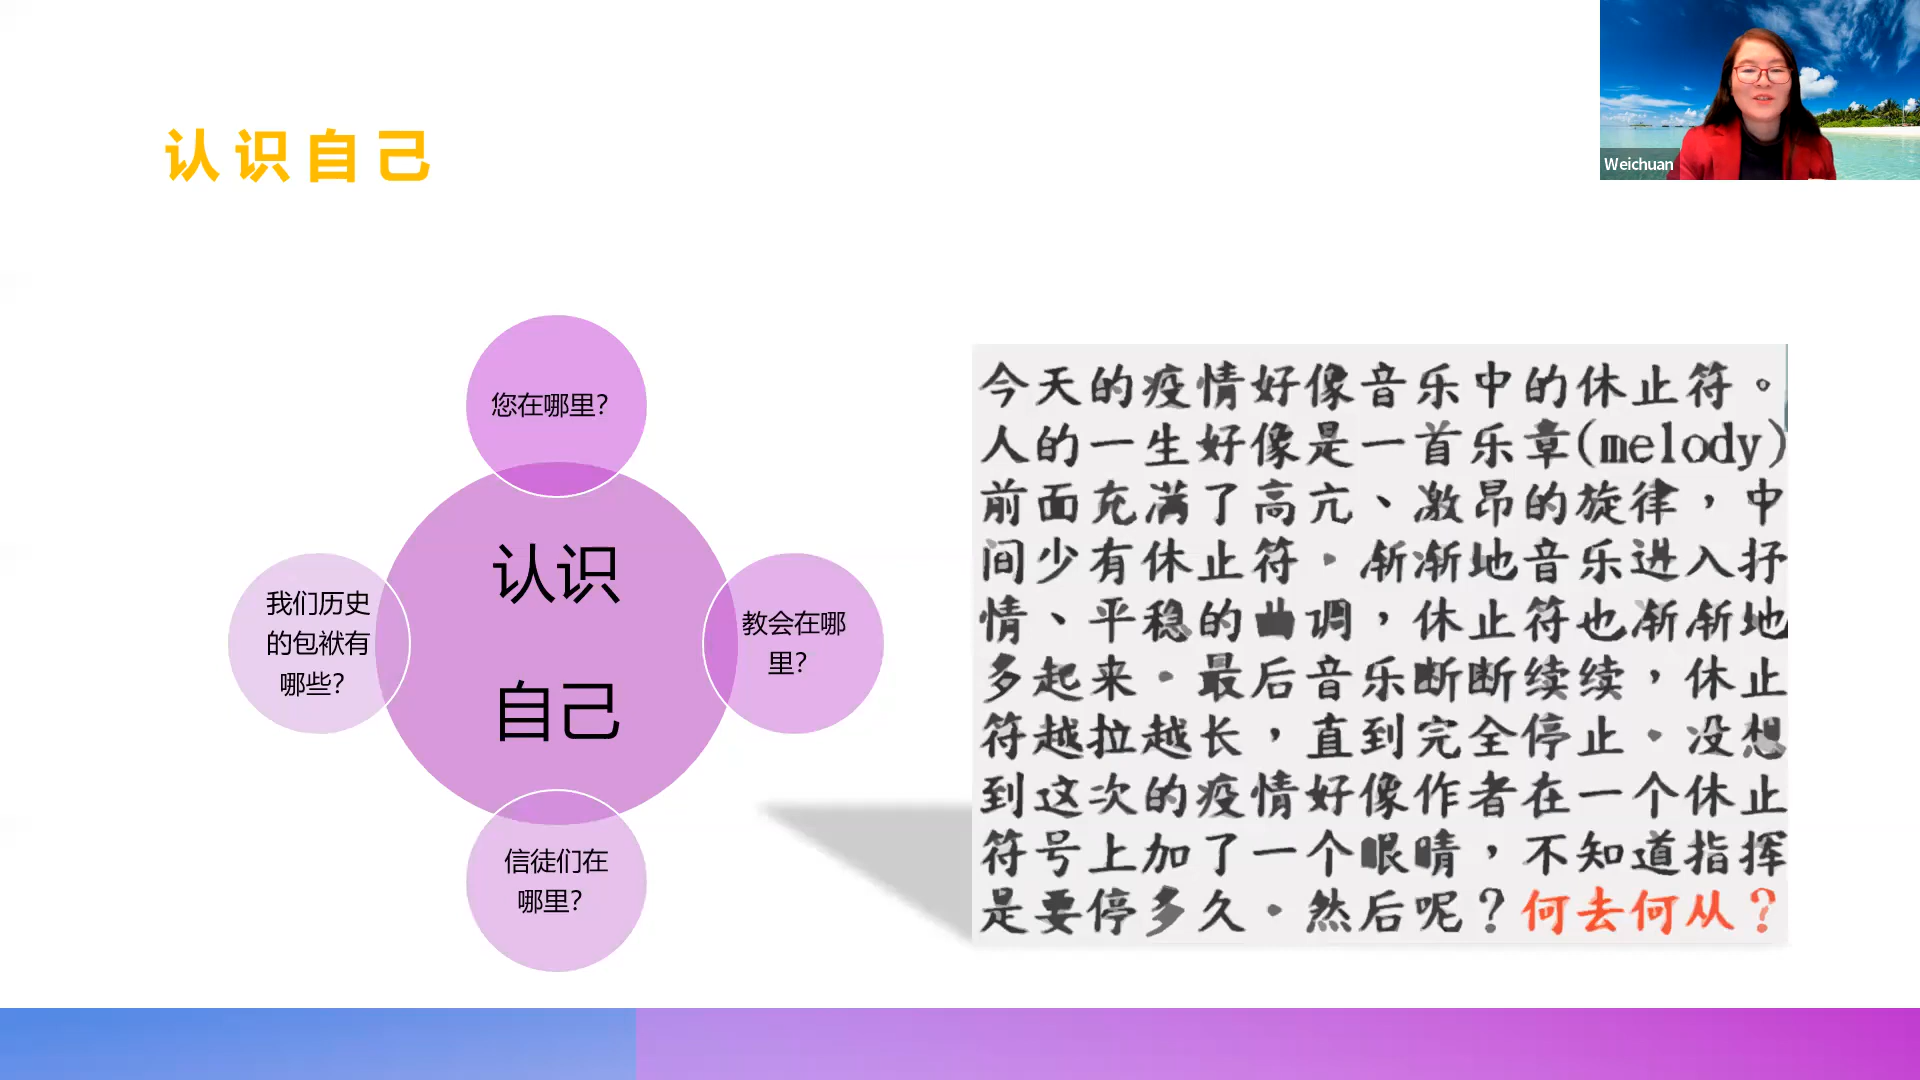 认识自己
Weichuan
您在哪里？
认识
自己
我们历史
的包袱有
哪些？
教会在哪
里？
信徒们在
哪里？
今天的疫情好像音乐中的休止符。
人的一生好像是一首乐章(melody)
前面充满了高亢、激昂的旋律，中
间少有休止符。渐渐地音乐进入抒
情、平稳的曲调，休止符也渐渐地
多起来。最后音乐断断续续，休止
符越拉越长，直到完全停止。没想
到这次的疫情好像作者在一个休止
符号上加了一个眼睛，不知道指挥
是要停多久。然后呢？何去何从？